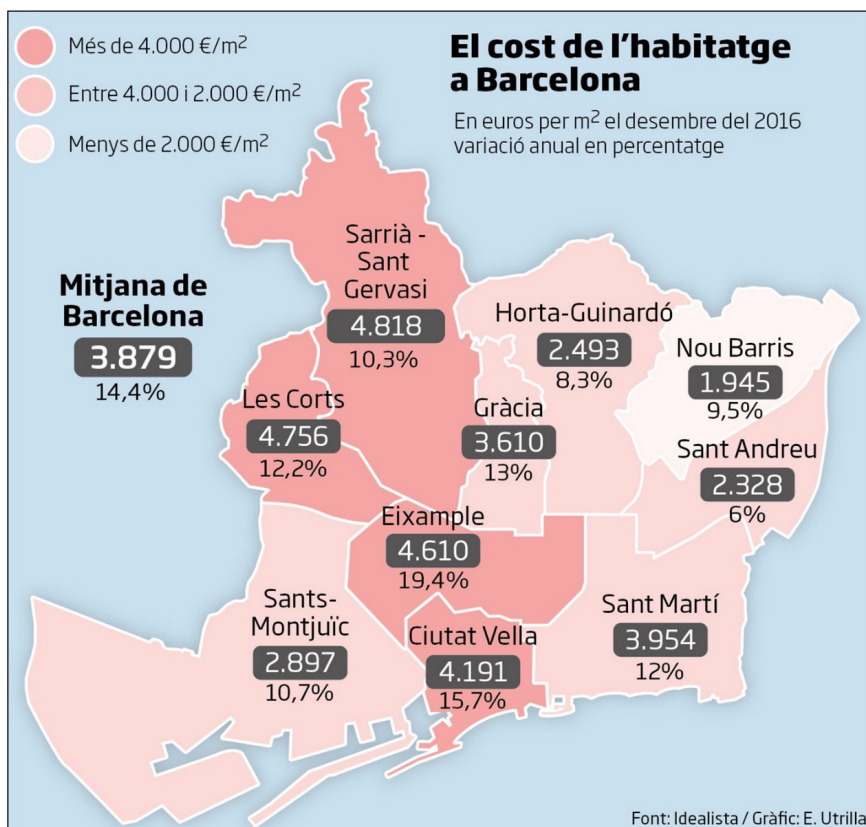 Més de 4.000 €/m²
Entre 4.000 i 2.000 €/m²
Menys de 2.000 €/m²
El cost de l'habitatge
a Barcelona
En euros per m² el desembre del 2016
variació anual en percentatge
Mitjana de
Barcelona
3.879
14,4%
Sarrià -
Sant
Gervasi
4.818
10,3%
Horta-Guinardó
2.493
8,3%
Nou Barris
1.945
9,5%
Les Corts
4.756
12,2%
Gràcia
3.610
13%
Sant Andreu
2.328
6%
Eixample
4.610
19,4%
Sants-
Montjuïc
2.897
10,7%
Ciutat Vella
4.191
15,7%
Sant Martí
3.954
12%
Font: Idealista / Gràfic: E. Utrilla